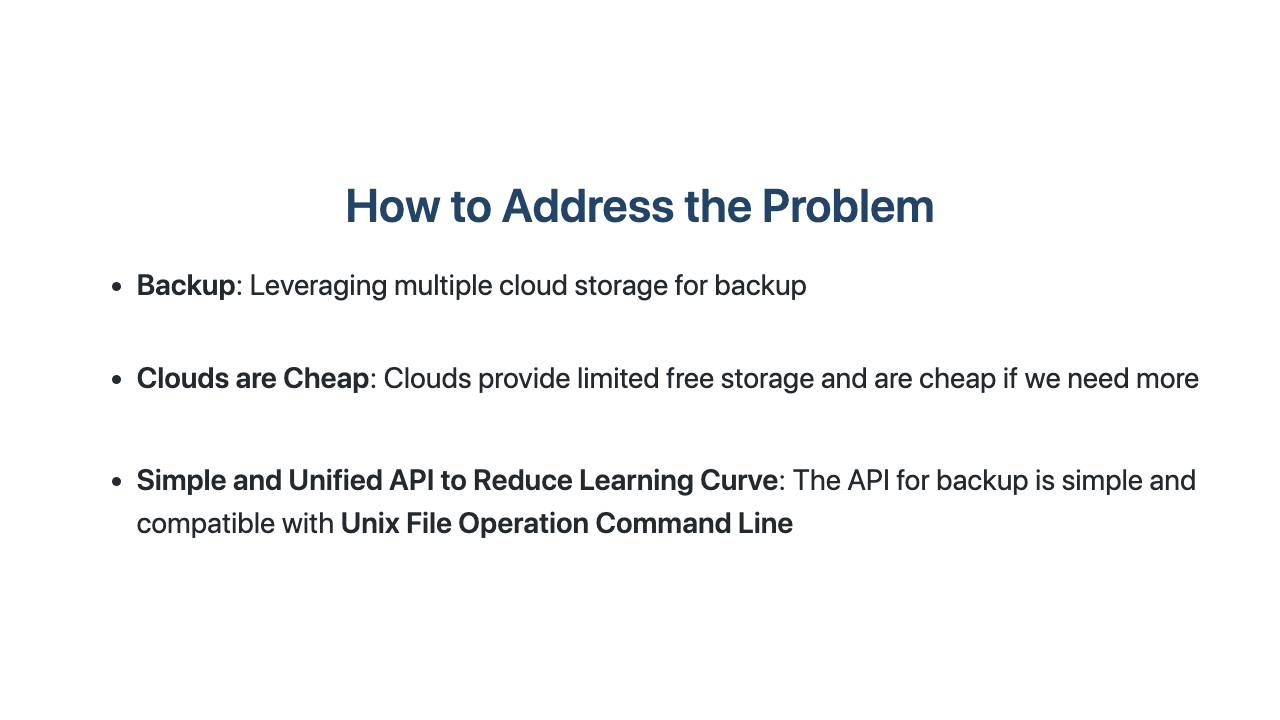 How to Address the Problem
• Backup: Leveraging multiple cloud storage for backup
• Clouds are Cheap: Clouds provide limited free storage and are cheap if we need more
• Simple and Unified API to Reduce Learning Curve: The API for backup is simple and
compatible with Unix File Operation Command Line